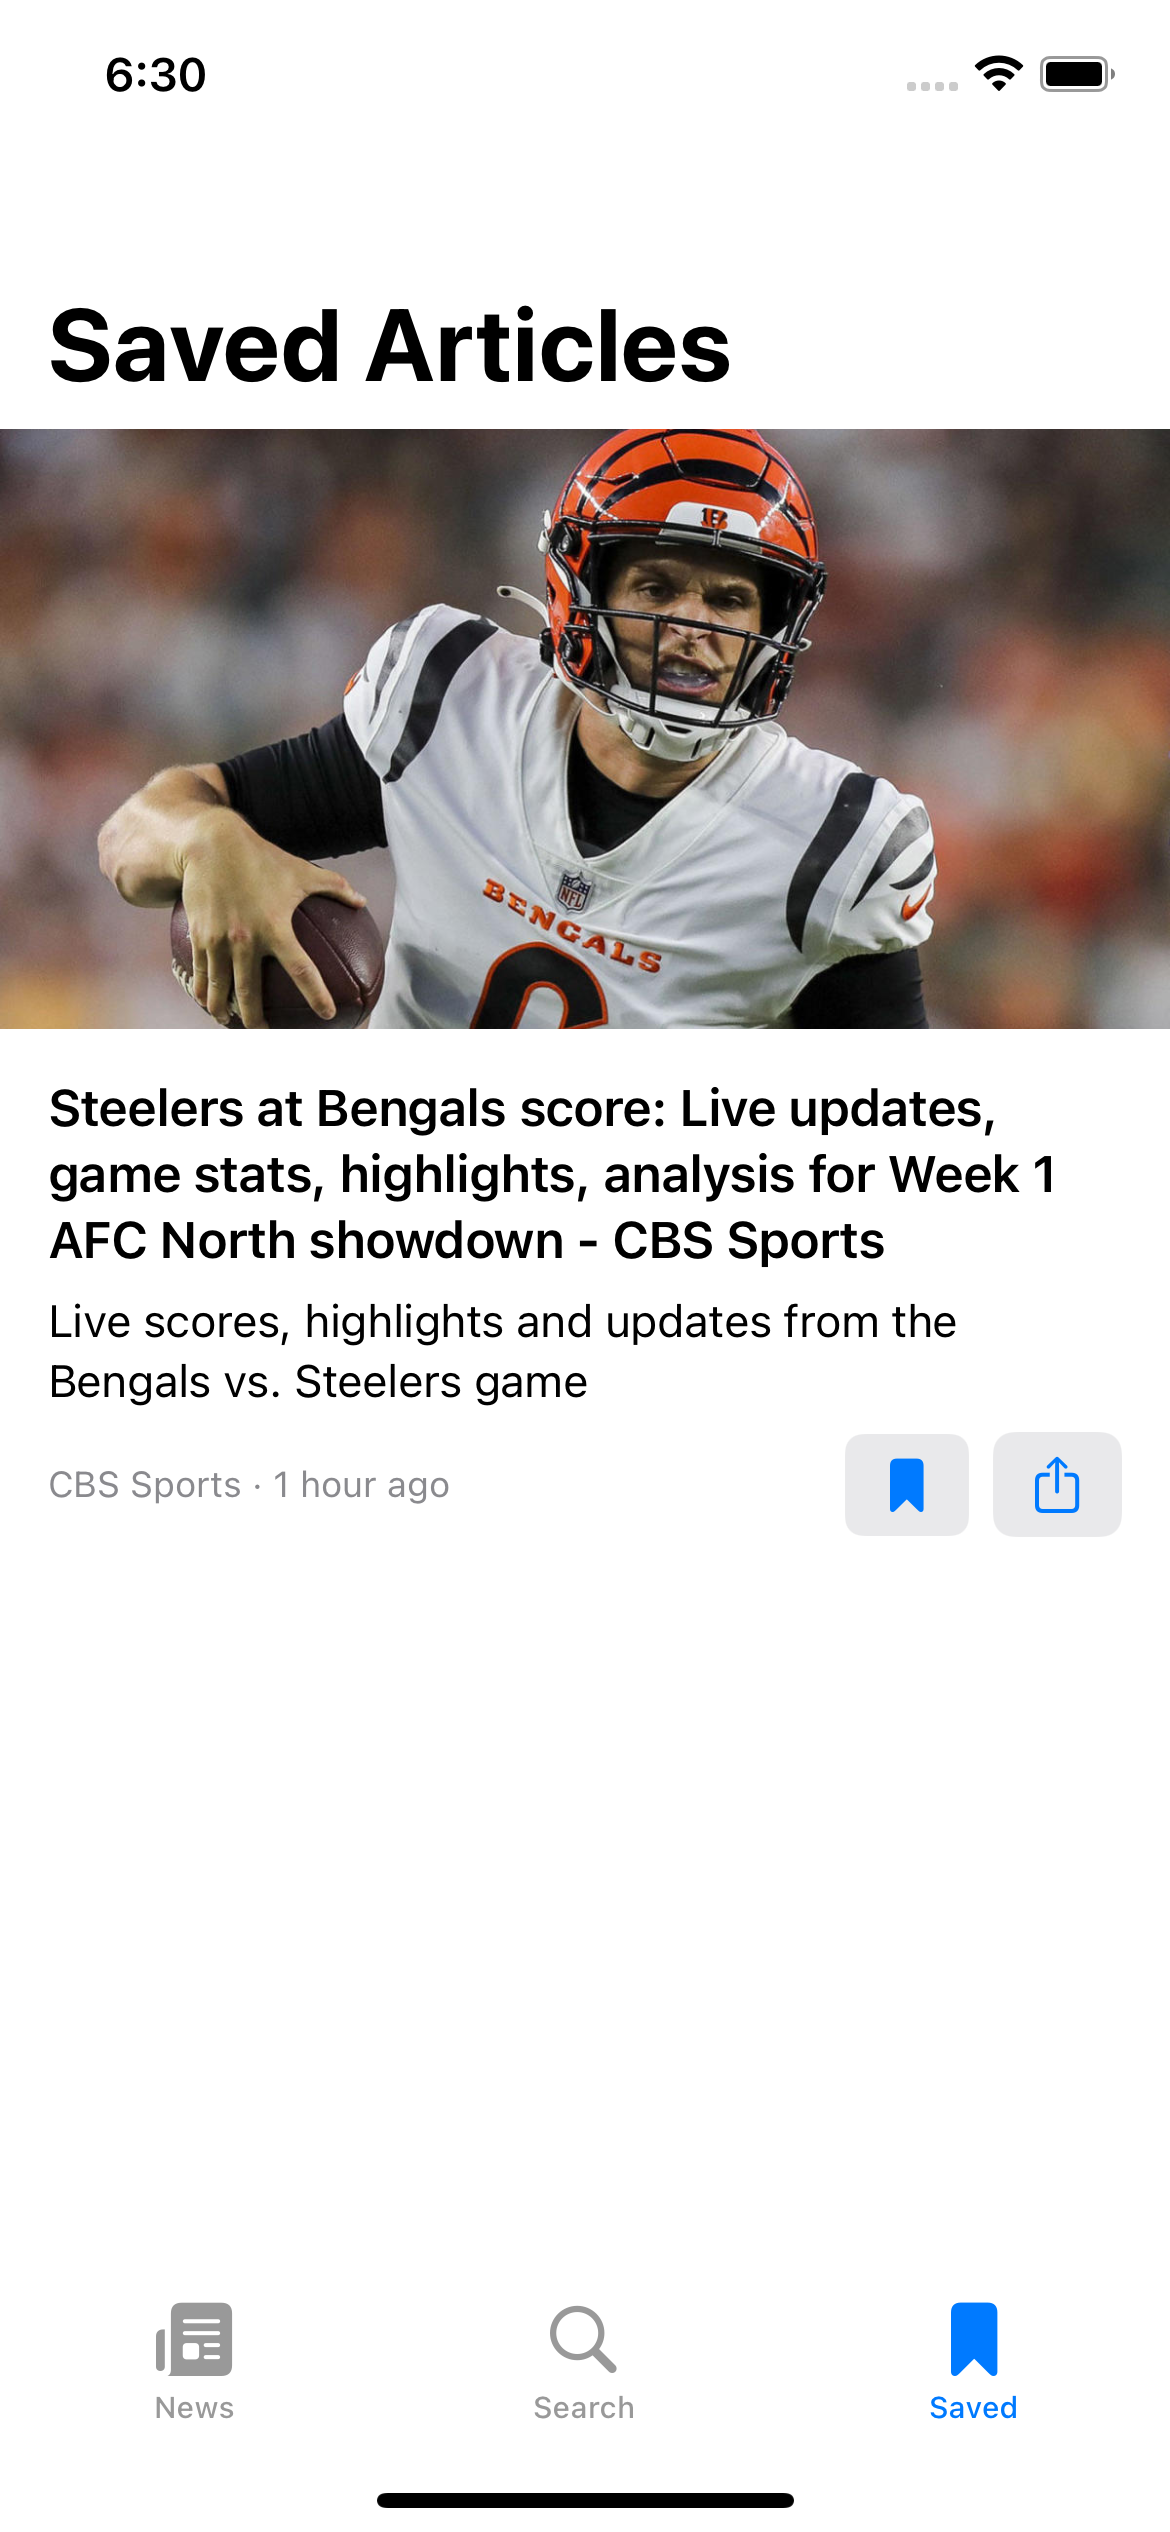 6:30
Saved Articles
B
NFL
BENGALS
Steelers at Bengals score: Live updates,
game stats, highlights, analysis for Week 1
AFC North showdown - CBS Sports
Live scores, highlights and updates from the
Bengals vs. Steelers game
CBS Sports · 1 hour ago
News
Search
Saved